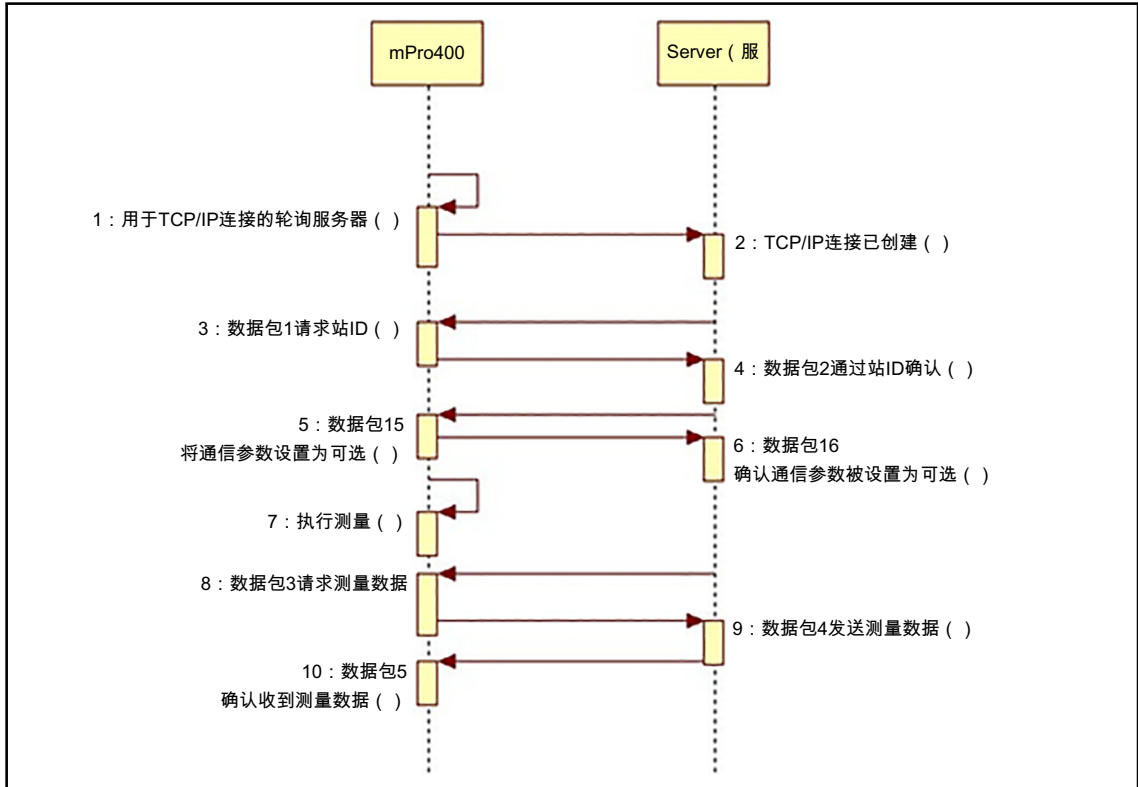 mPro400
Server（服
1：用于TCP/IP连接的轮询服务器（ ）
2：TCP/IP连接已创建（ ）
3：数据包1请求站ID（ ）
4：数据包2通过站ID确认（ ）
5：数据包15
将通信参数设置为可选（ ）
6：数据包16
确认通信参数被设置为可选（ ）
7：执行测量（ ）
8：数据包3请求测量数据
9：数据包4发送测量数据（ ）
10：数据包5
确认收到测量数据（ ）